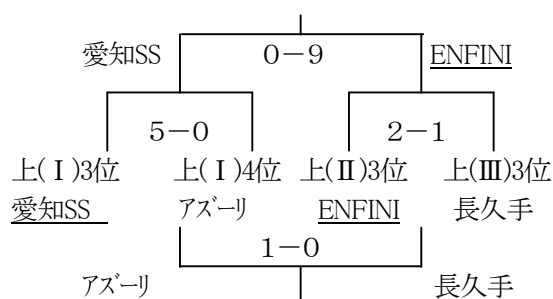 愛知SS 0－9 ENFINI
5－0 2－1
上(Ⅰ)3位 上(Ⅰ)4位 上(Ⅱ)3位 上(Ⅲ)3位
愛知SS アズーリ ENFINI 長久手
1－0
アズーリ 長久手